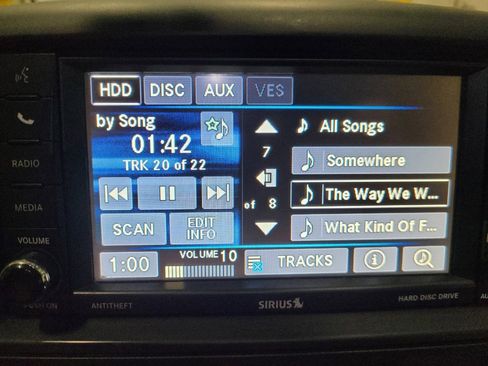 HDD DISC AUX VES
by Song
01:42
TRK 20 of 22
7
of 8
All Songs
Somewhere
The Way We W...
What Kind Of F...
SCAN
EDIT
INFO
1:00
VOLUME 10
TRACKS
RADIO
MEDIA
VOLUME
ANTITHEFT
SIRIUS
HARD DISC DRIVE